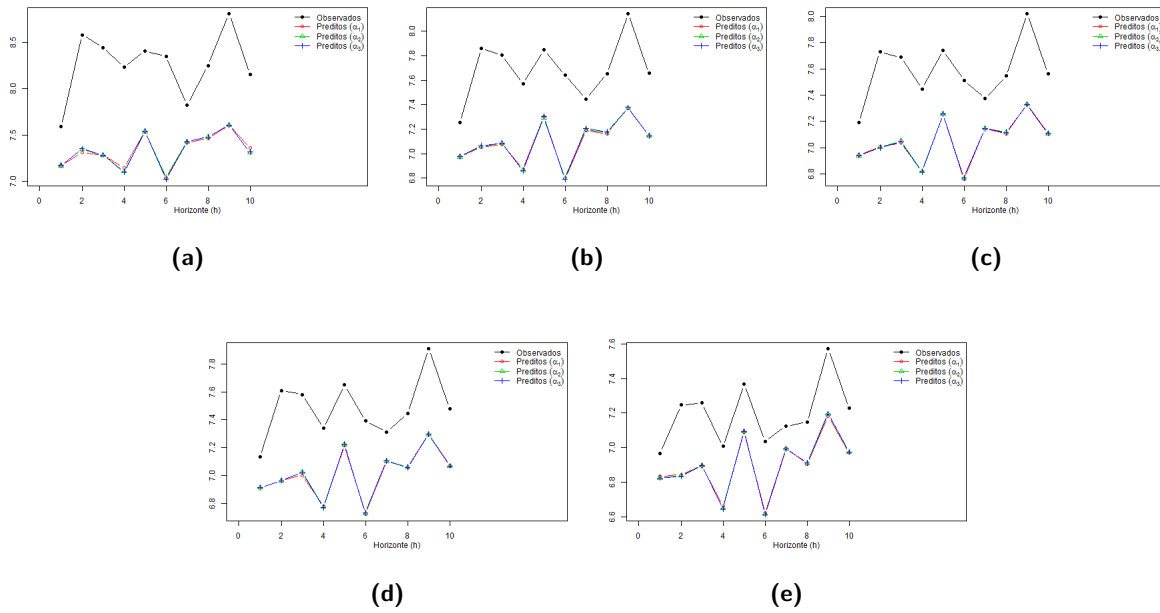 8.5
8.0
7.5
7.0
0 2 4 6 8 10
Horizonte (h)
Observados
Preditos (α₁)
Preditos (α₂)
Preditos (α₃)
(a)
8.0
7.8
7.6
7.4
7.2
7.0
6.8
0 2 4 6 8 10
Horizonte (h)
Observados
Preditos (α₁)
Preditos (α₂)
Preditos (α₃)
(b)
8.0
7.8
7.6
7.4
7.2
7.0
6.8
0 2 4 6 8 10
Horizonte (h)
Observados
Preditos (α₁)
Preditos (α₂)
Preditos (α₃)
(c)
7.8
7.6
7.4
7.2
7.0
6.8
0 2 4 6 8 10
Horizonte (h)
Observados
Preditos (α₁)
Preditos (α₂)
Preditos (α₃)
(d)
7.6
7.4
7.2
7.0
6.8
6.6
0 2 4 6 8 10
Horizonte (h)
Observados
Preditos (α₁)
Preditos (α₂)
Preditos (α₃)
(e)